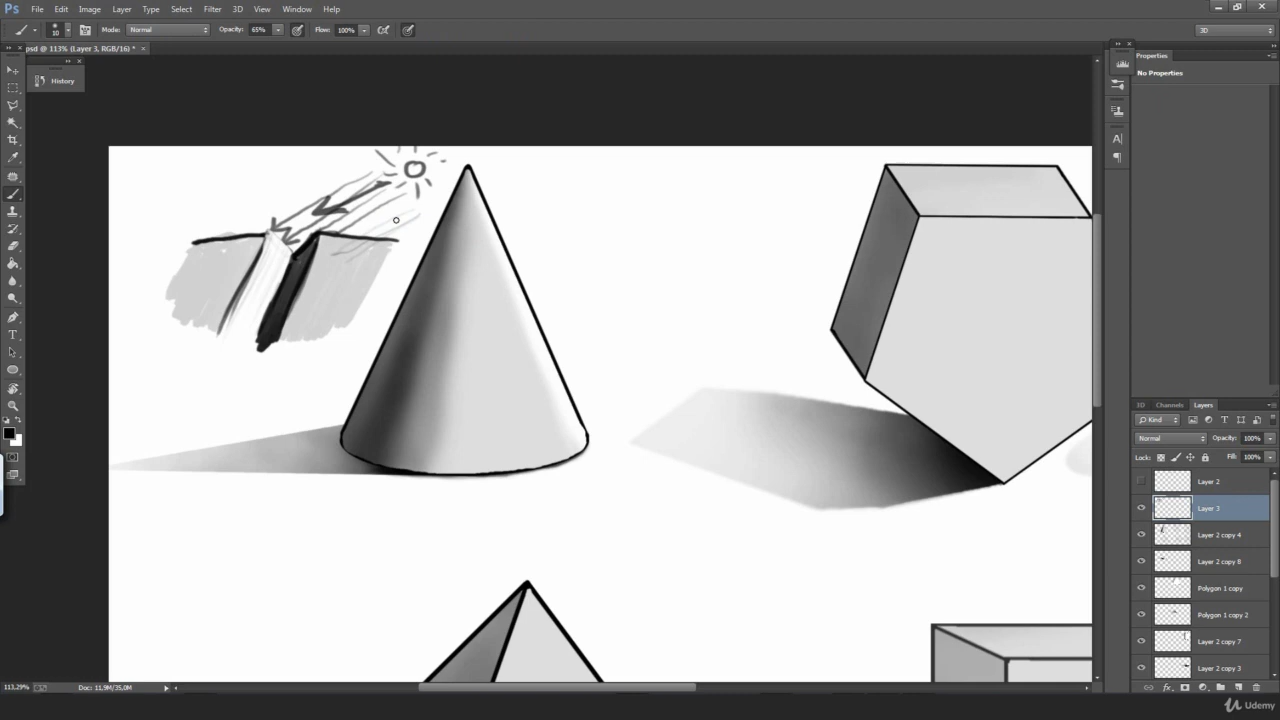 Ps File Edit Image Layer Type Select Filter 3D View Window Help
10 Mode: Normal Opacity: 65% Flow: 100% 3D
psd @ 113% (Layer 3, RGB/16) * ×
History
Properties
No Properties
3D Channels Layers
Kind
Normal Opacity: 100%
Lock: Fill: 100%
Layer 2
Layer 3
Layer 2 copy 4
Layer 2 copy 8
Polygon 1 copy
Polygon 1 copy 2
Layer 2 copy 7
Layer 2 copy 3
113,29% Doc: 11,9M/35,0M
Udemy